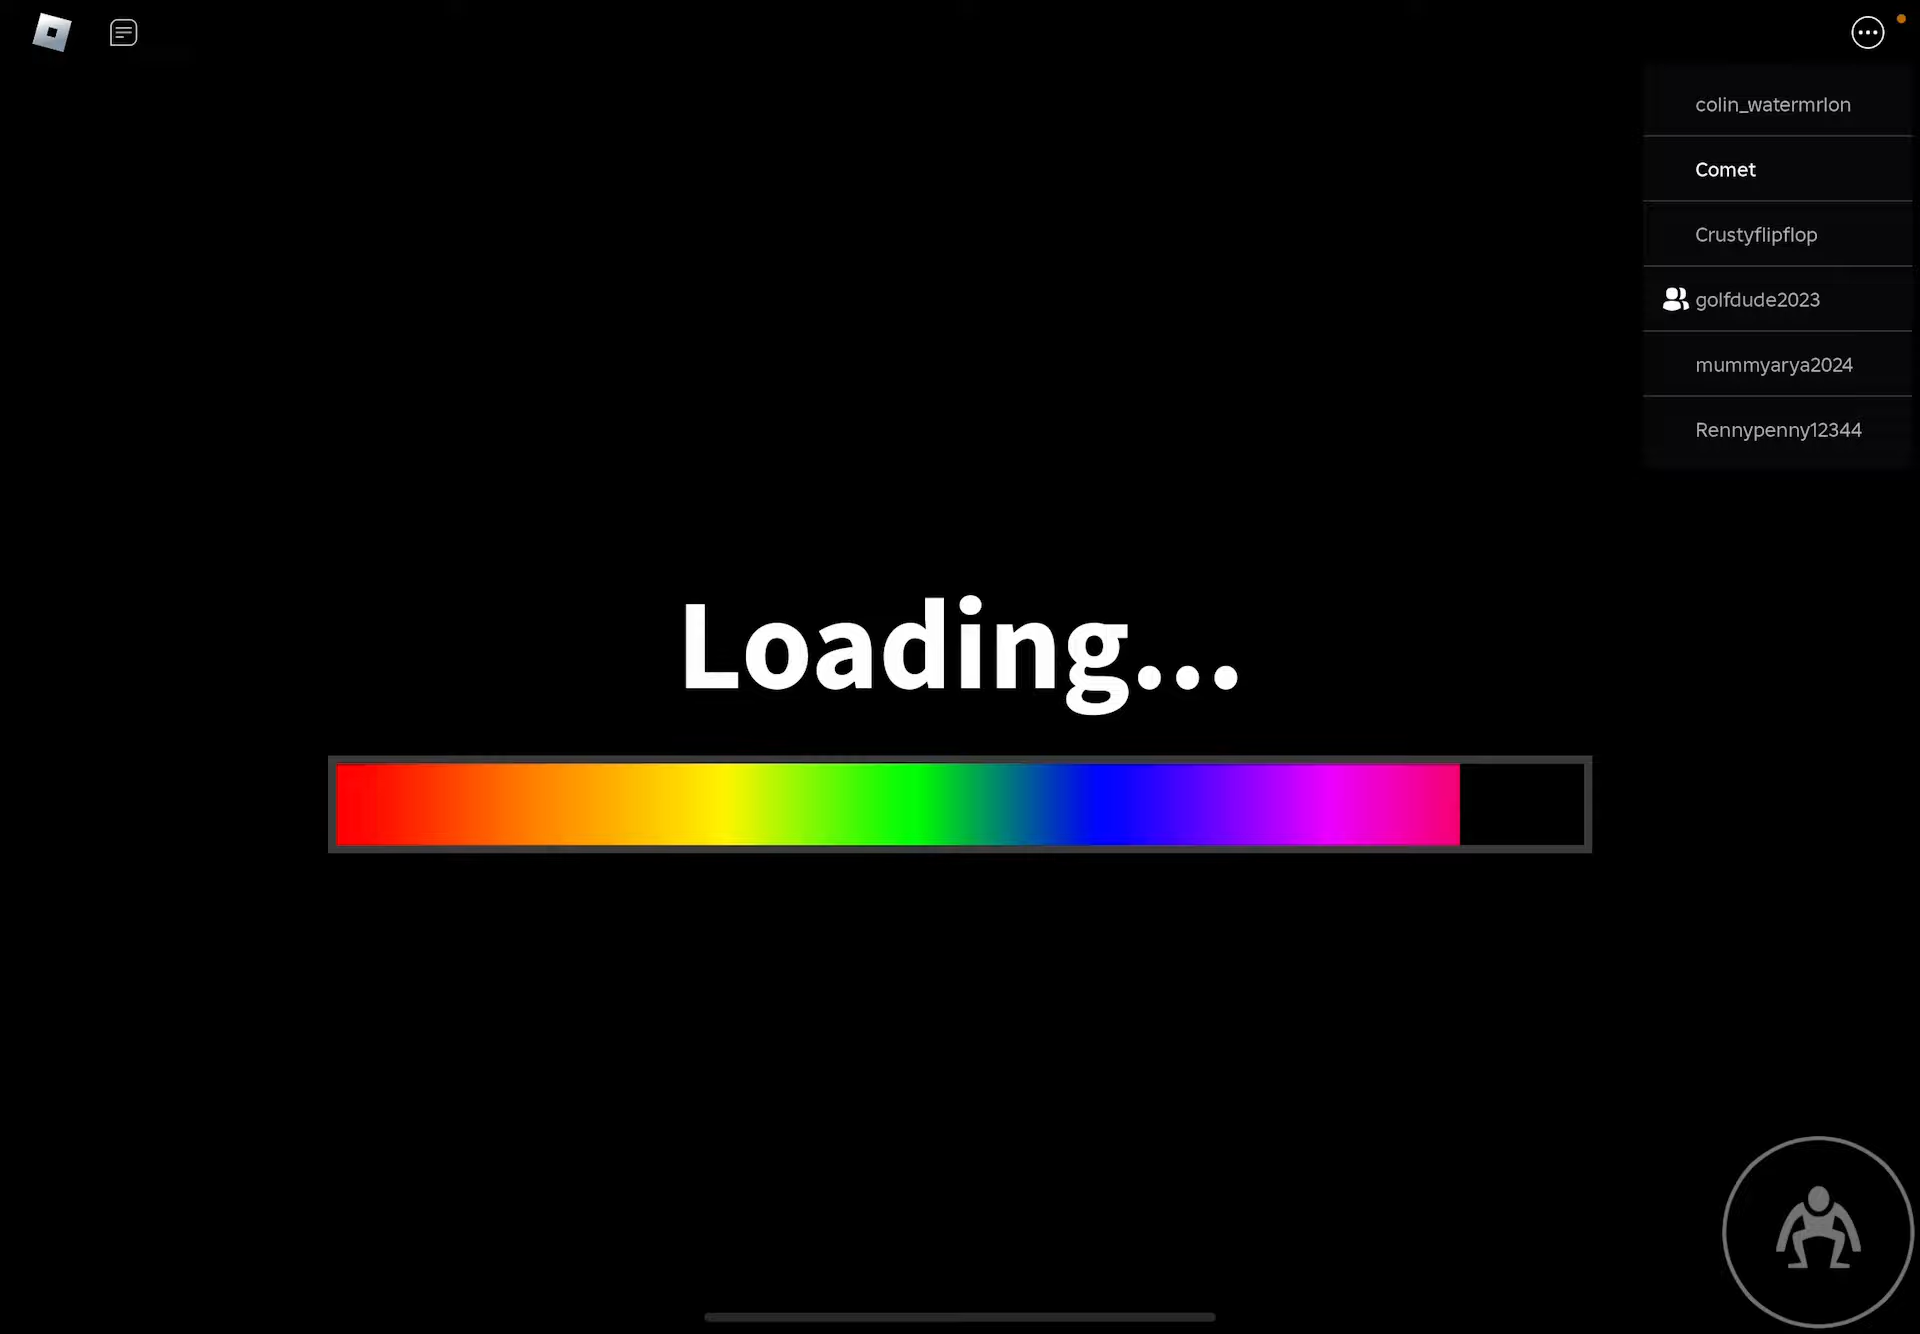 colin_watermrlon
Comet
Crustyflipflop
golfdude2023
mummyarya2024
Rennypenny12344
Loading...